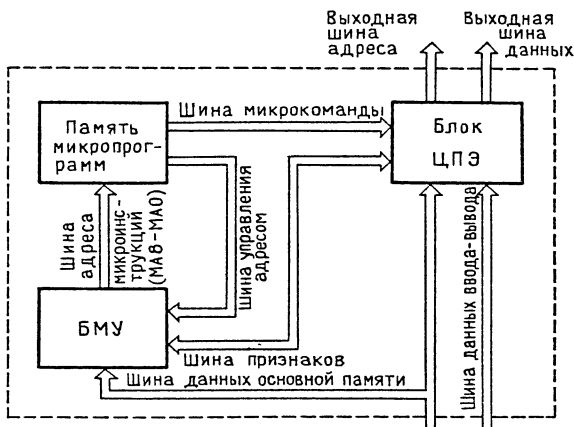 Выходная
шина
адреса
Выходная
шина
данных
Шина микрокоманды
Память
микропрог-
рамм
Блок
ЦПЭ
Шина
адреса
микроинс-
трукций
(МА8-МА0)
Шина управления
адресом
Шина данных ввода-вывода
БМУ
Шина признаков
Шина данных основной памяти